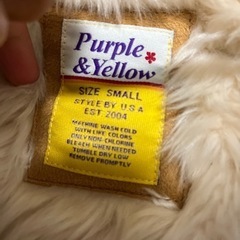 Purple
&Yellow
SIZE SMALL
STYLE BY U S A
EST 2004
MACHINE WASH COLD
WITH LIKE COLORS
ONLY NON-CHLORINE
BLEACH WHEN NEEDED
TUMBLE DRY LOW
REMOVE PROMPTLY